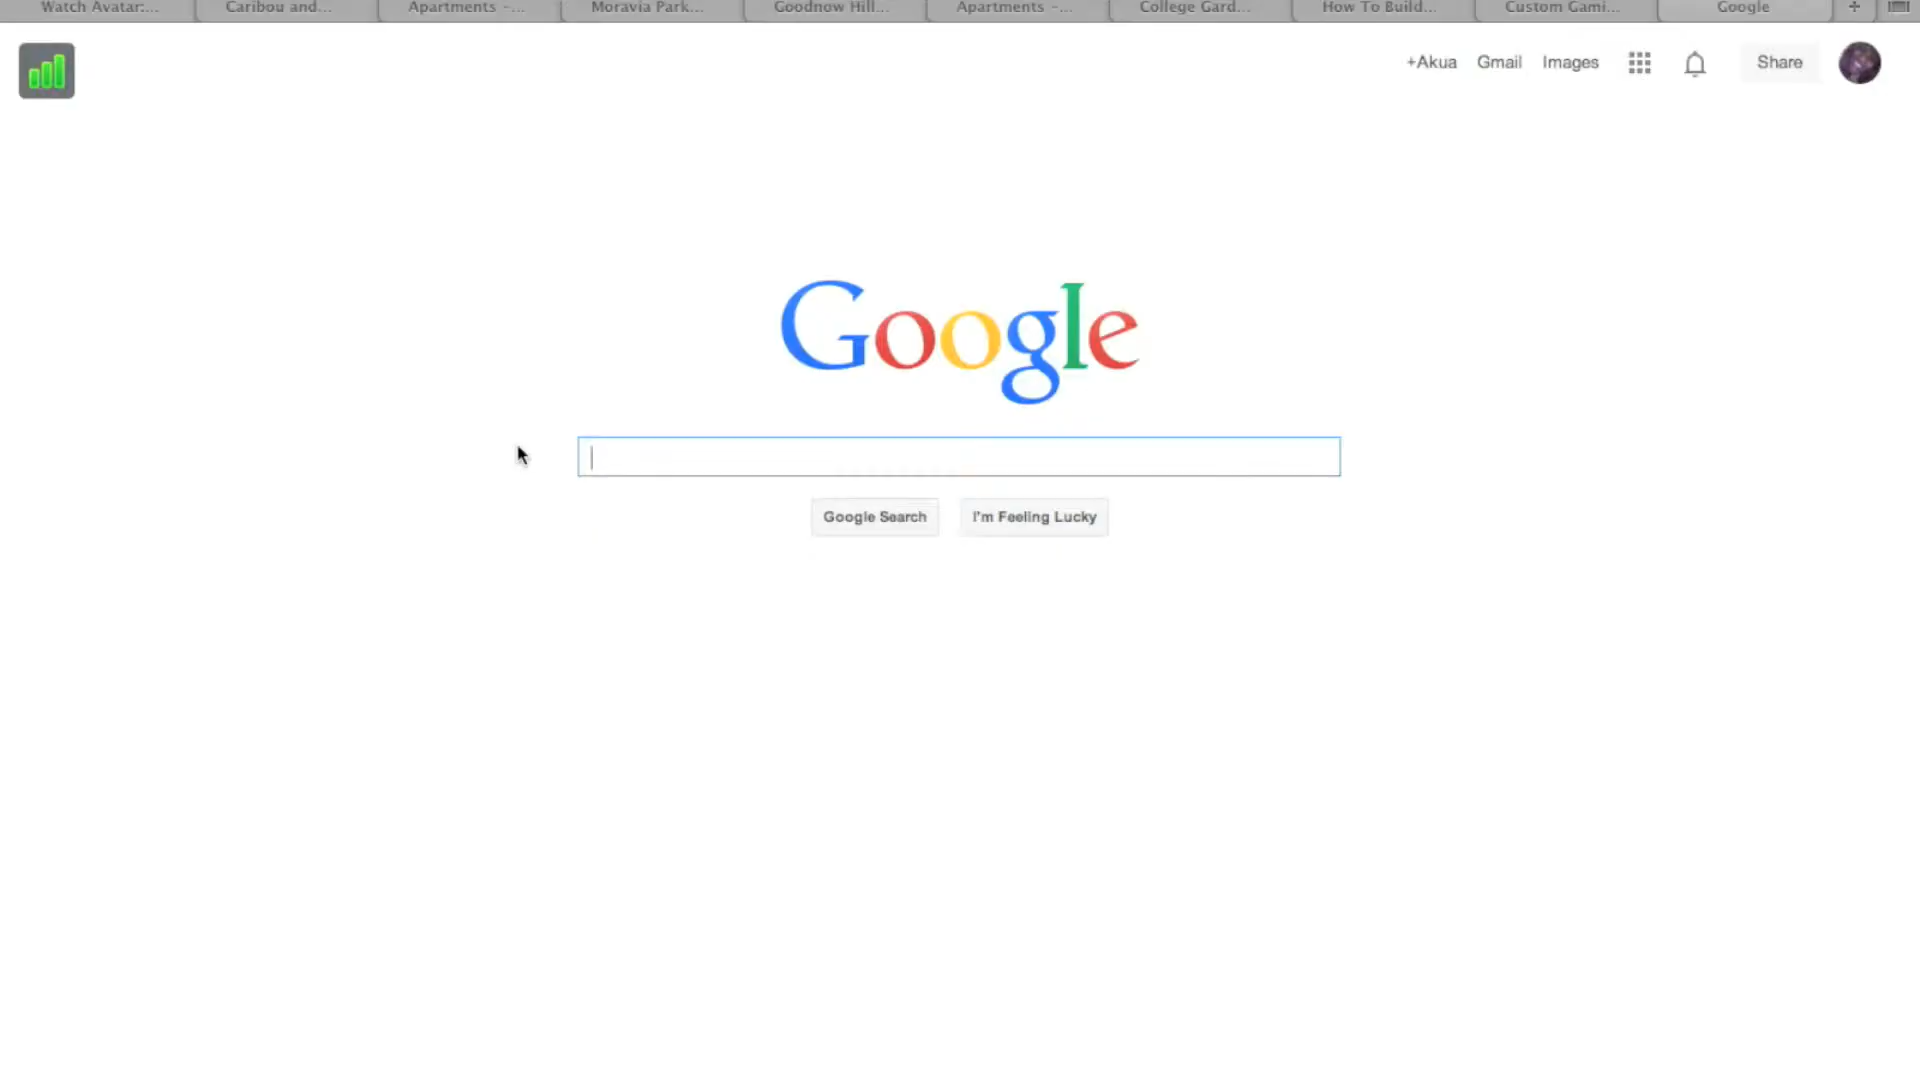 Watch Avatar:... Caribou and... Apartments -... Moravia Park... Goodnow Hill... Apartments -... College Gard... How To Build... Custom Gami... Google
+Akua Gmail Images Share
Google
Google Search I'm Feeling Lucky